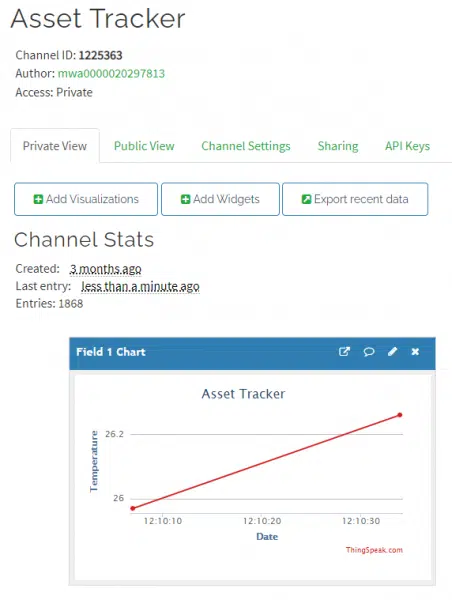 Asset Tracker
Channel ID: 1225363
Author: mwa0000020297813
Access: Private
Private View Public View Channel Settings Sharing API Keys
Add Visualizations Add Widgets Export recent data
Channel Stats
Created: 3 months ago
Last entry: less than a minute ago
Entries: 1868
Field 1 Chart
Asset Tracker
Temperature
26.2
26
12:10:10 12:10:20 12:10:30
Date
ThingSpeak.com